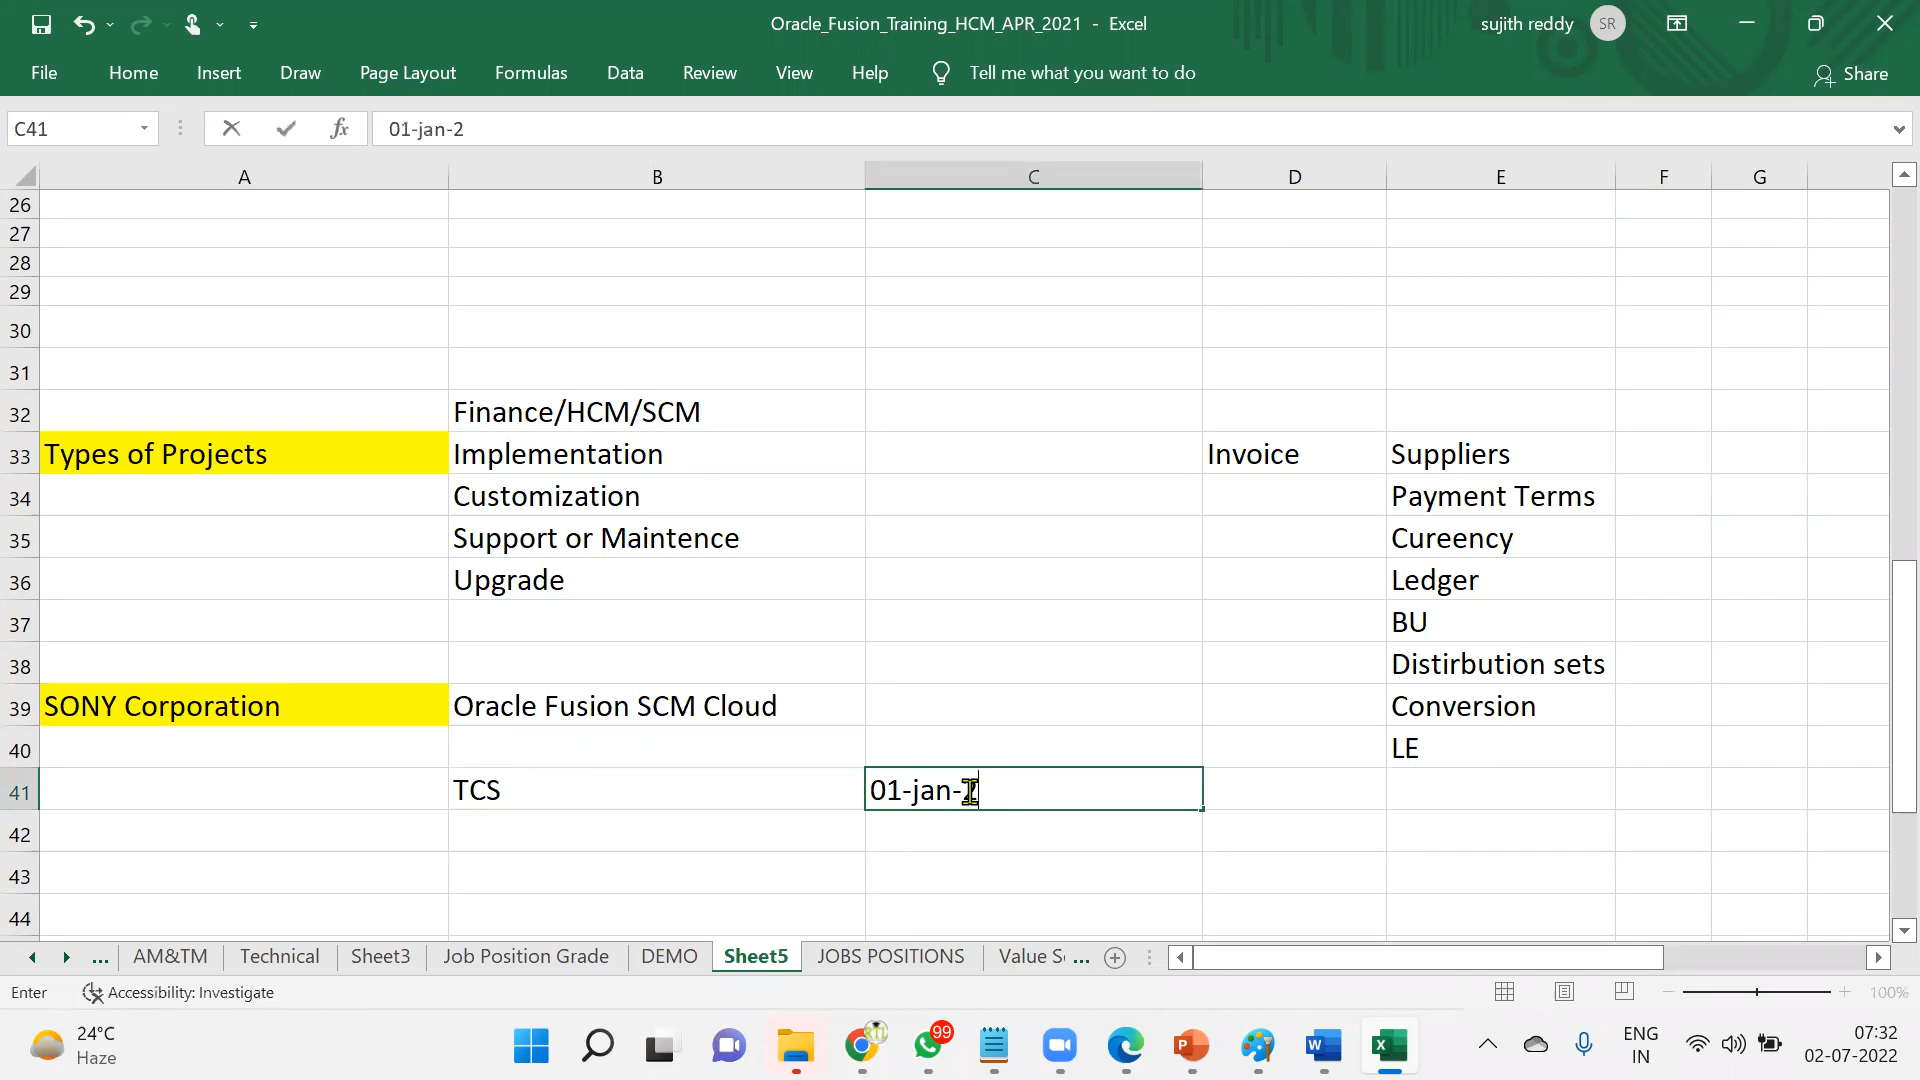 Oracle_Fusion_Training_HCM_APR_2021 - Excel
sujith reddy
SR
File Home Insert Draw Page Layout Formulas Data Review View Help Tell me what you want to do
Share
C41
fx
01-jan-2
A B C D E F G
26
27
28
29
30
31
32 Finance/HCM/SCM
33 Types of Projects Implementation Invoice Suppliers
34 Customization Payment Terms
35 Support or Maintence Cureency
36 Upgrade Ledger
37 BU
38 Distirbution sets
39 SONY Corporation Oracle Fusion SCM Cloud Conversion
40 LE
41 TCS 01-jan-2
42
43
44
... AM&TM Technical Sheet3 Job Position Grade DEMO Sheet5 JOBS POSITIONS Value Se ...
Enter Accessibility: Investigate
100%
24°C
Haze
99
ENG
IN
07:32
02-07-2022